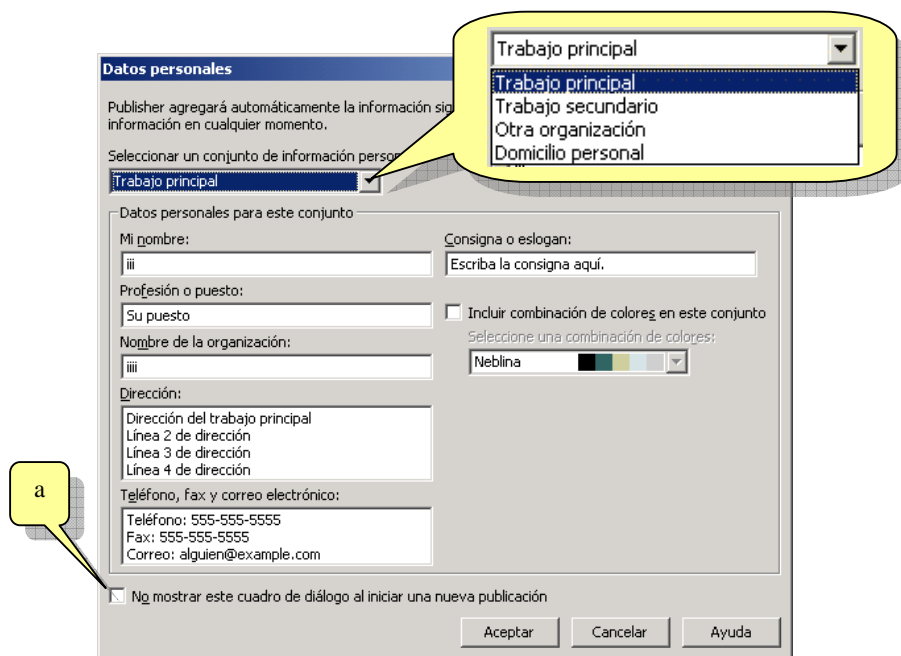 Trabajo principal
Trabajo principal
Trabajo secundario
Otra organización
Domicilio personal
Datos personales
Publisher agregará automáticamente la información
información en cualquier momento.
Seleccionar un conjunto de información
Trabajo principal
Datos personales para este conjunto
Mi nombre:
iii
Consigna o eslogan:
Escriba la consigna aquí.
Profesión o puesto:
Su puesto
Incluir combinación de colores en este conjunto
Seleccione una combinación de colores:
Neblina
Nombre de la organización:
iiii
Dirección:
Dirección del trabajo principal
Línea 2 de dirección
Línea 3 de dirección
Línea 4 de dirección
a
Teléfono, fax y correo electrónico:
Teléfono: 555-555-5555
Fax: 555-555-5555
Correo: alguien@example.com
No mostrar este cuadro de diálogo al iniciar una nueva publicación
Aceptar Cancelar Ayuda